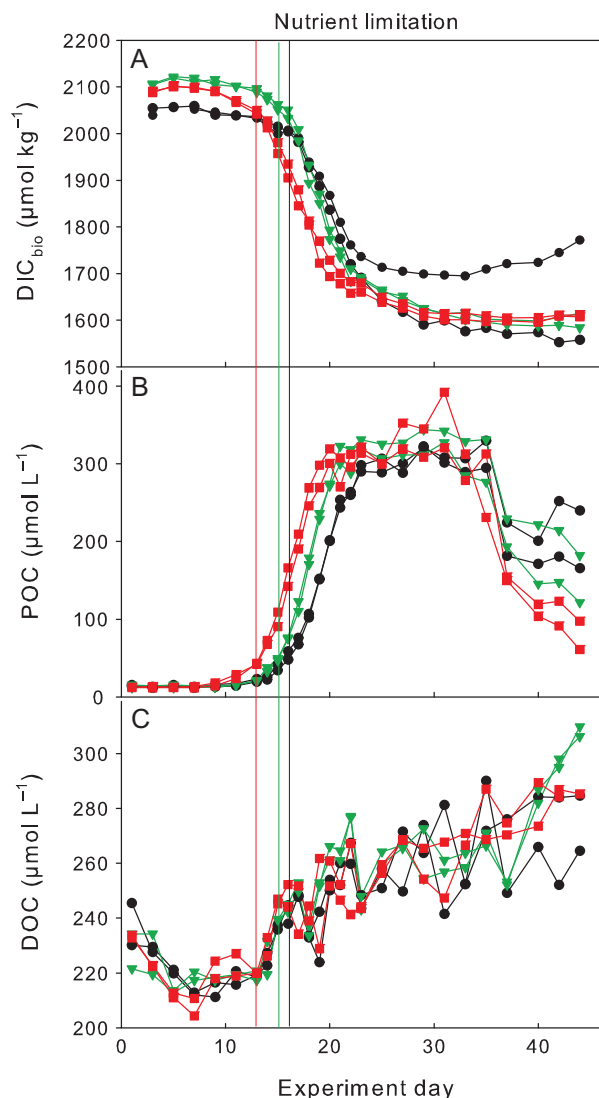 Nutrient limitation
A
2200
2100
2000
1900
1800
1700
1600
1500
DIC_bio (µmol kg⁻¹)
B
400
300
200
100
0
POC (µmol L⁻¹)
C
300
280
260
240
220
200
DOC (µmol L⁻¹)
0 10 20 30 40
Experiment day